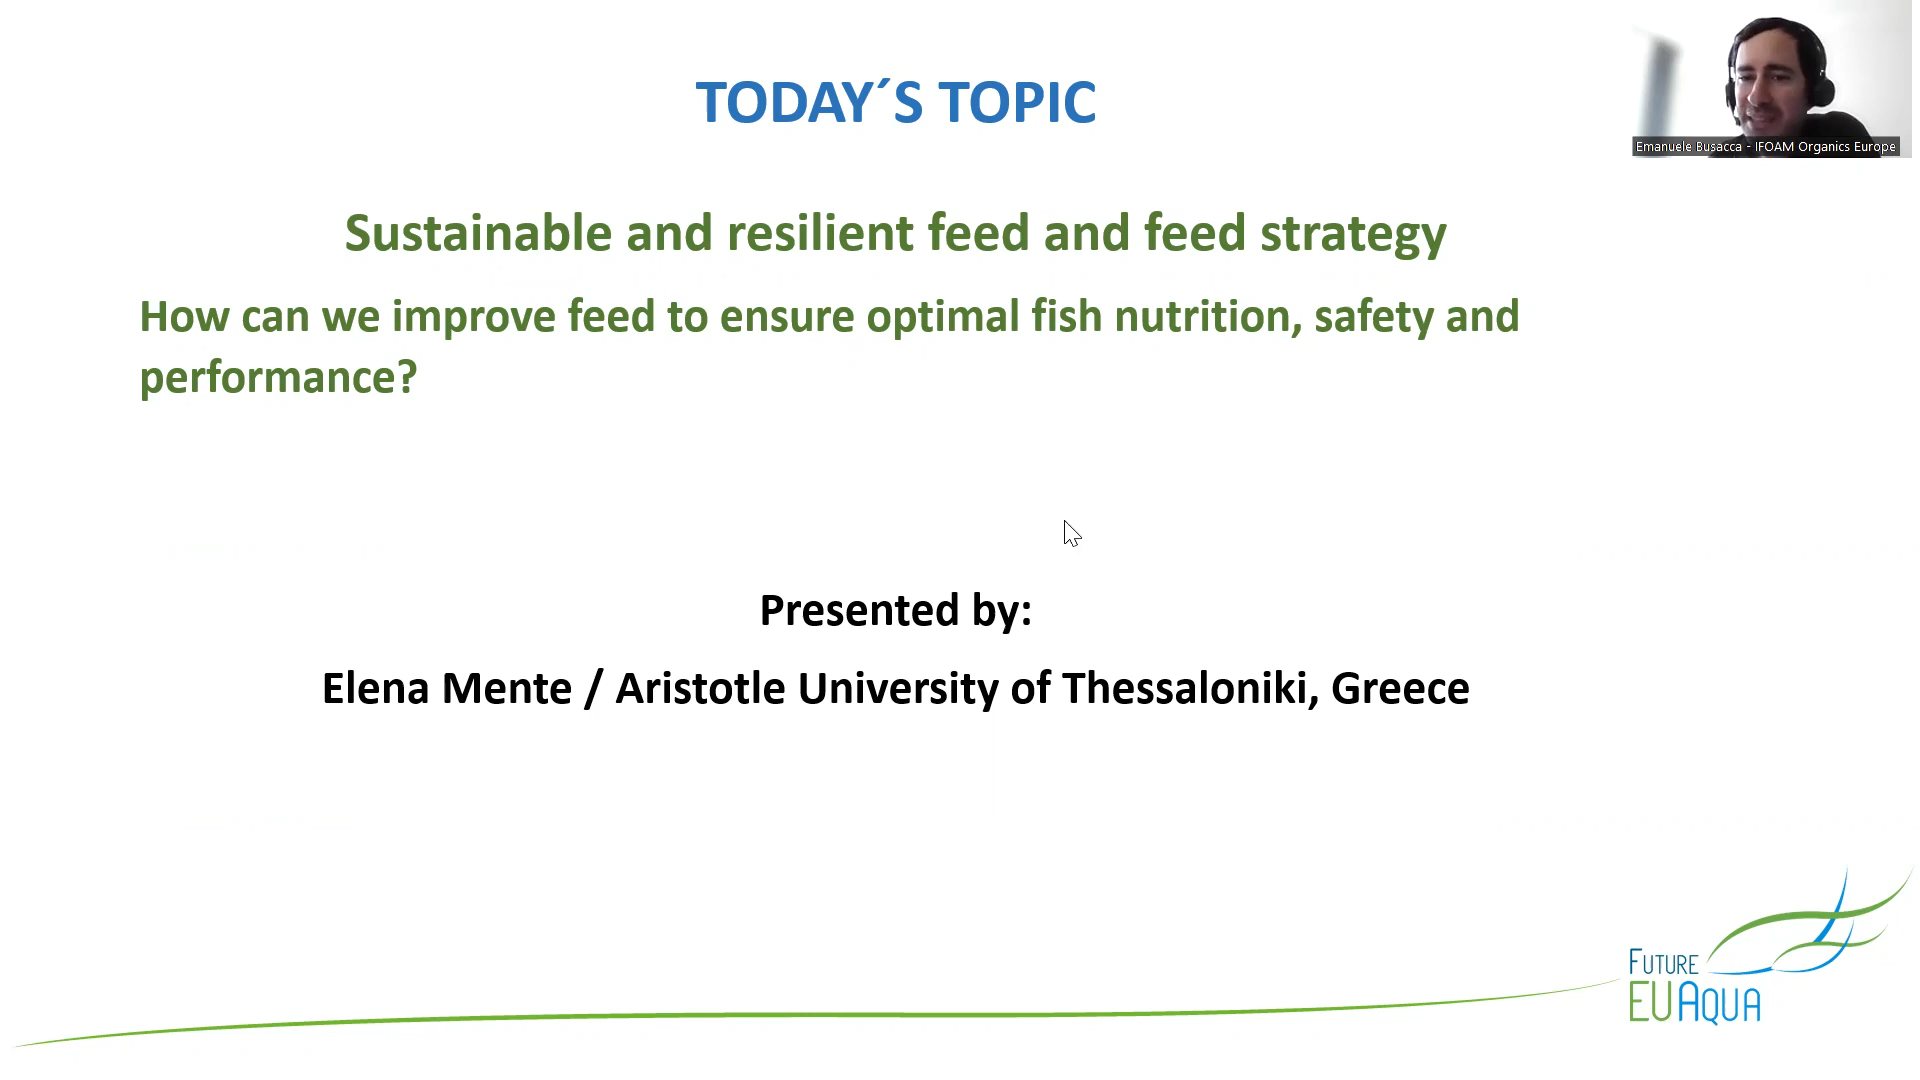 TODAY´S TOPIC
Emanuele Busacca - IFOAM Organics Europe
Sustainable and resilient feed and feed strategy
How can we improve feed to ensure optimal fish nutrition, safety and
performance?
Presented by:
Elena Mente / Aristotle University of Thessaloniki, Greece
FUTURE
EUAQUA